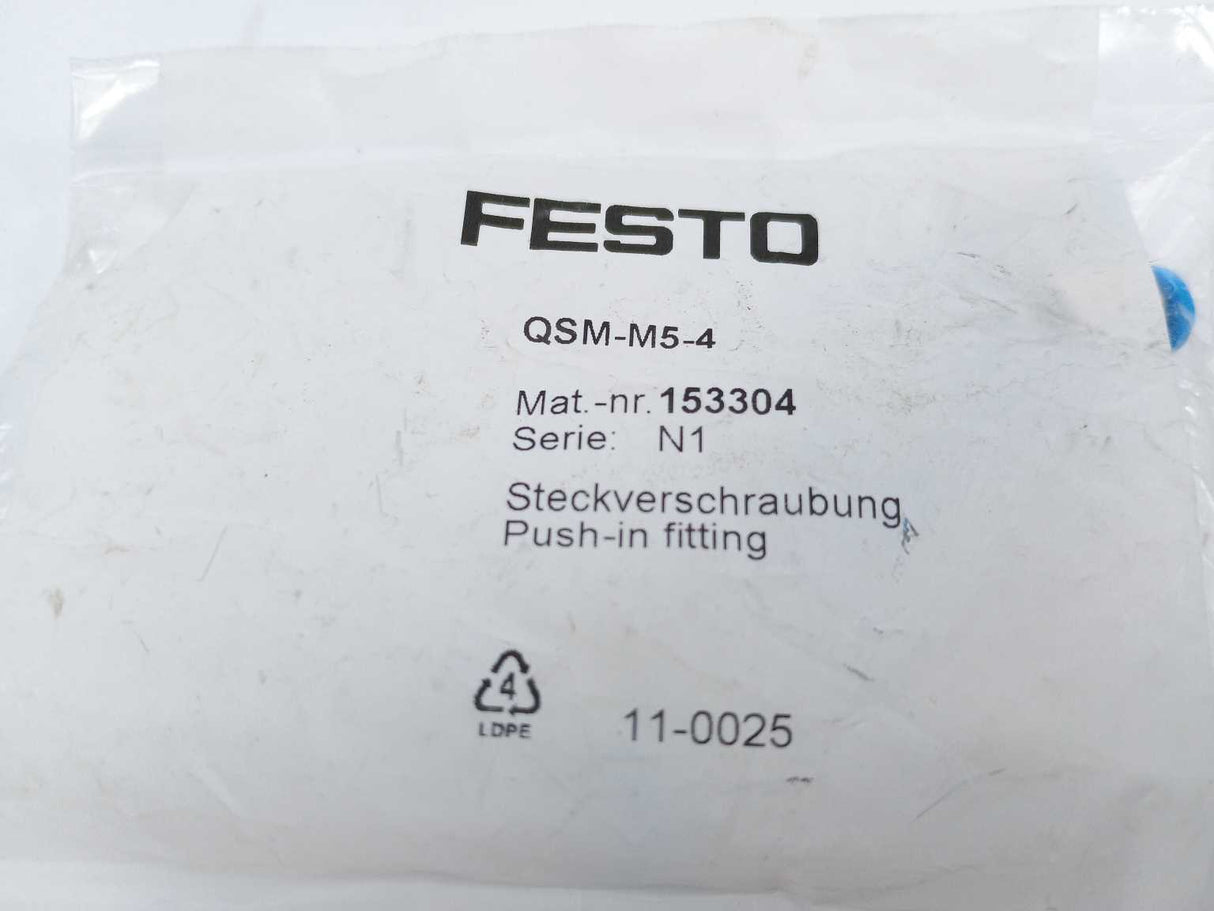 FESTO
QSM-M5-4
Mat.-nr. 153304
Serie: N1
Steckverschraubung
Push-in fitting
4
LDPE
11-0025